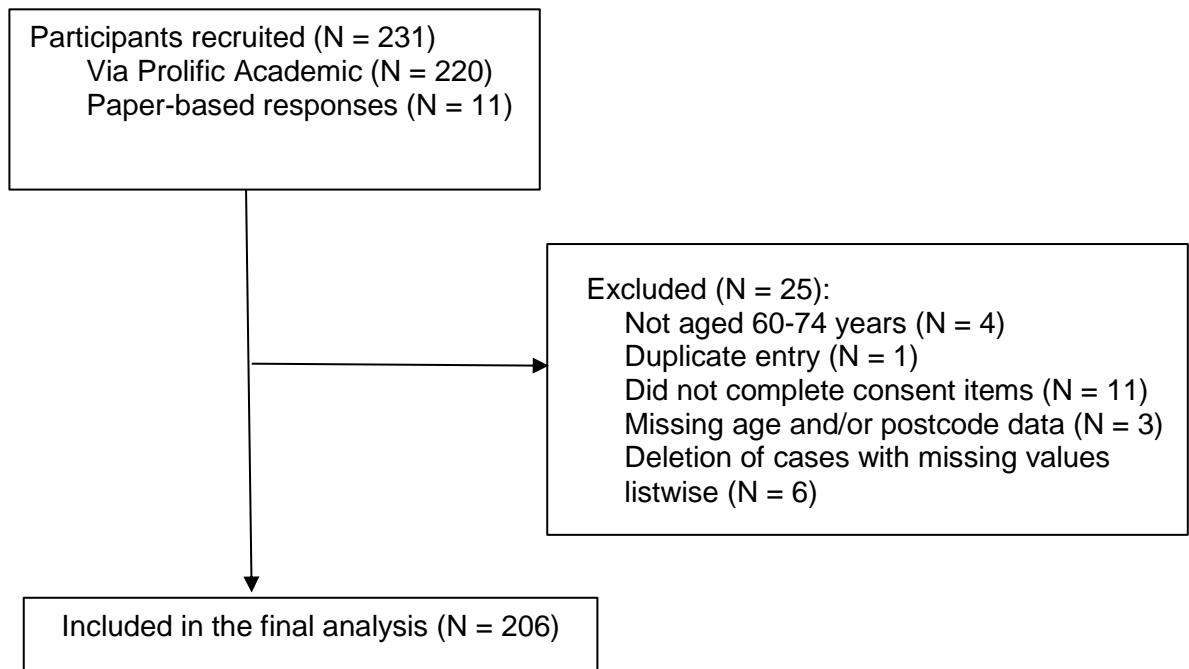 Participants recruited (N = 231)
Via Prolific Academic (N = 220)
Paper-based responses (N = 11)
Excluded (N = 25):
Not aged 60-74 years (N = 4)
Duplicate entry (N = 1)
Did not complete consent items (N = 11)
Missing age and/or postcode data (N = 3)
Deletion of cases with missing values
listwise (N = 6)
Included in the final analysis (N = 206)